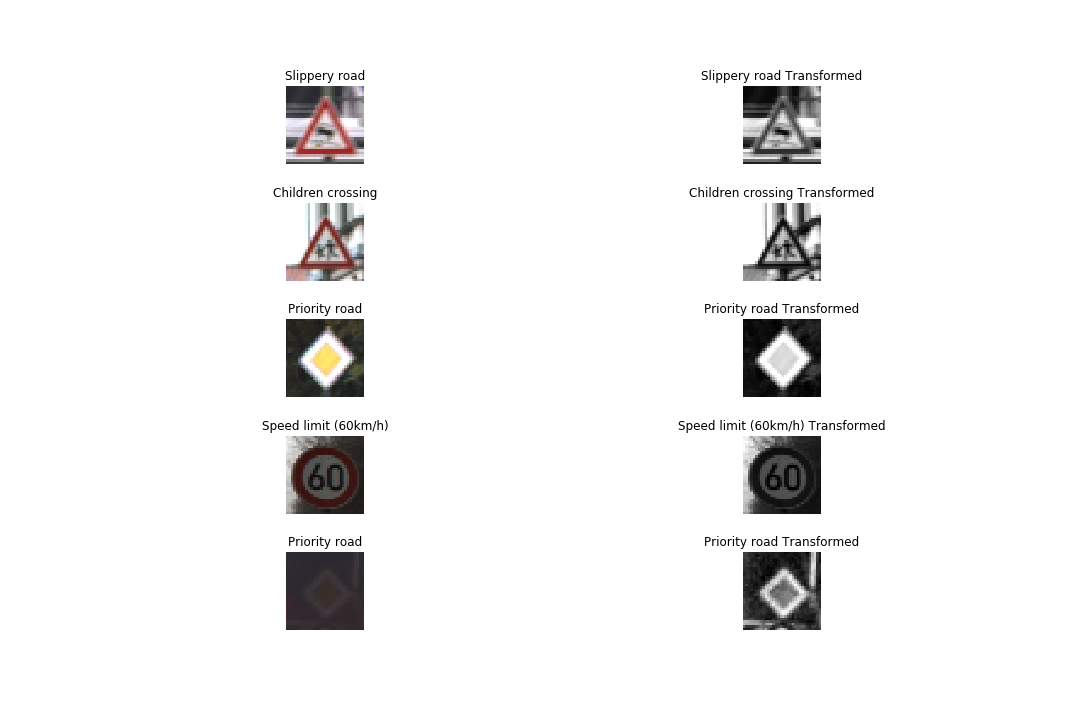 Slippery road
Slippery road Transformed
Children crossing
Children crossing Transformed
Priority road
Priority road Transformed
Speed limit (60km/h)
Speed limit (60km/h) Transformed
60
60
Priority road
Priority road Transformed